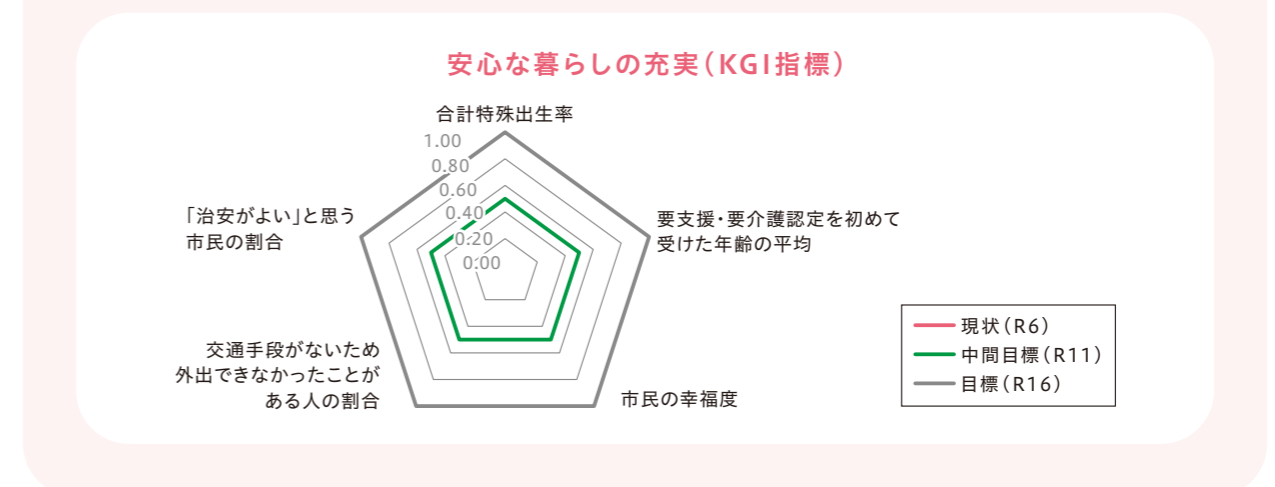 安心な暮らしの充実（KGI指標）
合計特殊出生率
1.00
0.80
0.60
0.40
0.20
0.00
「治安がよい」と思う
市民の割合
要支援・要介護認定を初めて
受けた年齢の平均
交通手段がないため
外出できなかったことが
ある人の割合
市民の幸福度
現状（R6）
中間目標（R11）
目標（R16）